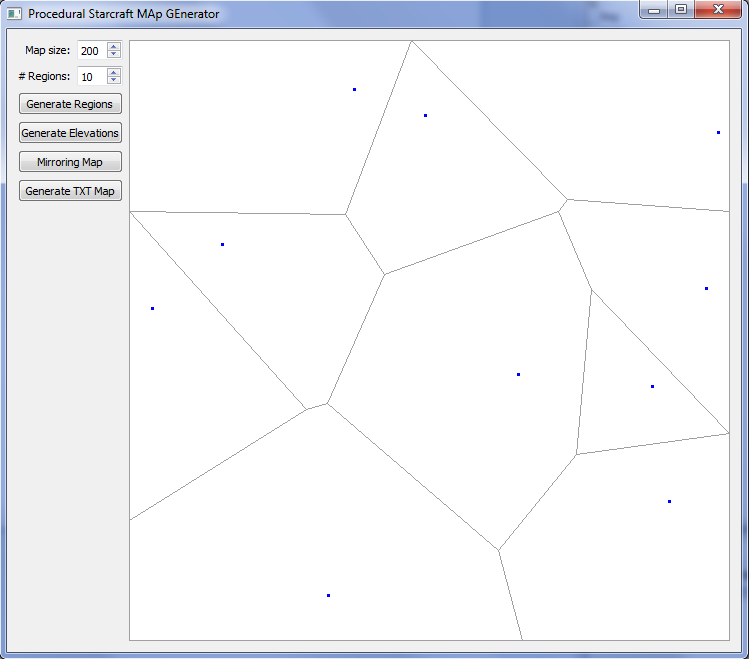 Procedural Starcraft MAp GEnerator
Map size: 200
# Regions: 10
Generate Regions
Generate Elevations
Mirroring Map
Generate TXT Map